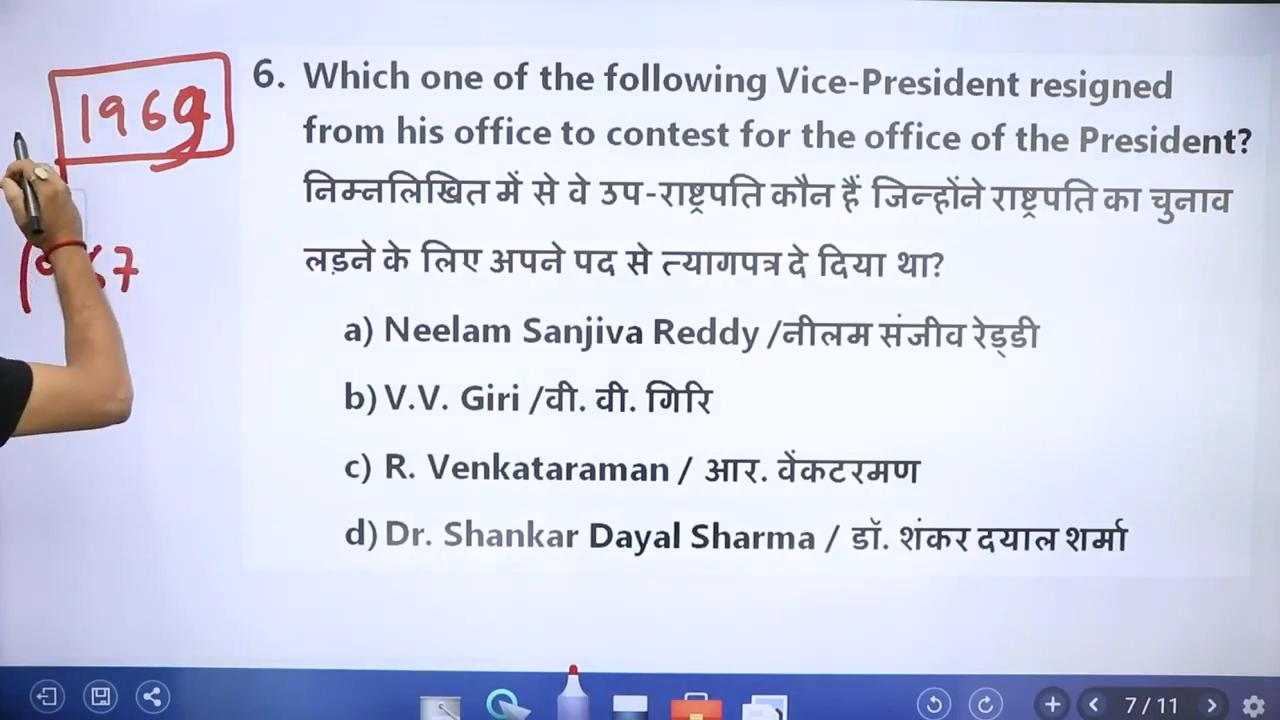 1969
6. Which one of the following Vice-President resigned
from his office to contest for the office of the President?
निम्नलिखित में से वे उप-राष्ट्रपति कौन हैं जिन्होंने राष्ट्रपति का चुनाव
लड़ने के लिए अपने पद से त्यागपत्र दे दिया था?
a) Neelam Sanjiva Reddy /नीलम संजीव रेड्डी
b) V.V. Giri /वी. वी. गिरि
c) R. Venkataraman / आर. वेंकटरमण
d) Dr. Shankar Dayal Sharma / डॉ. शंकर दयाल शर्मा
7 / 11